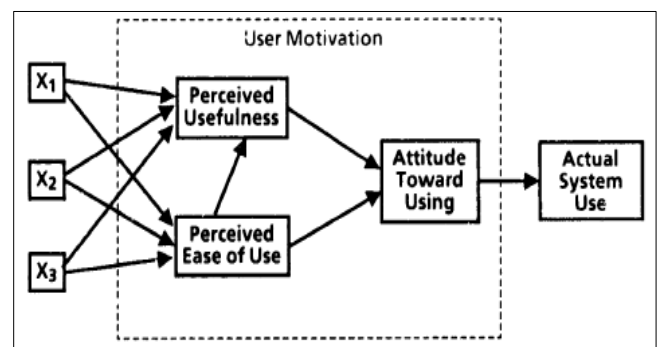 User Motivation
X1
Perceived
Usefulness
X2
Attitude
Toward
Using
Actual
System
Use
Perceived
Ease of Use
X3